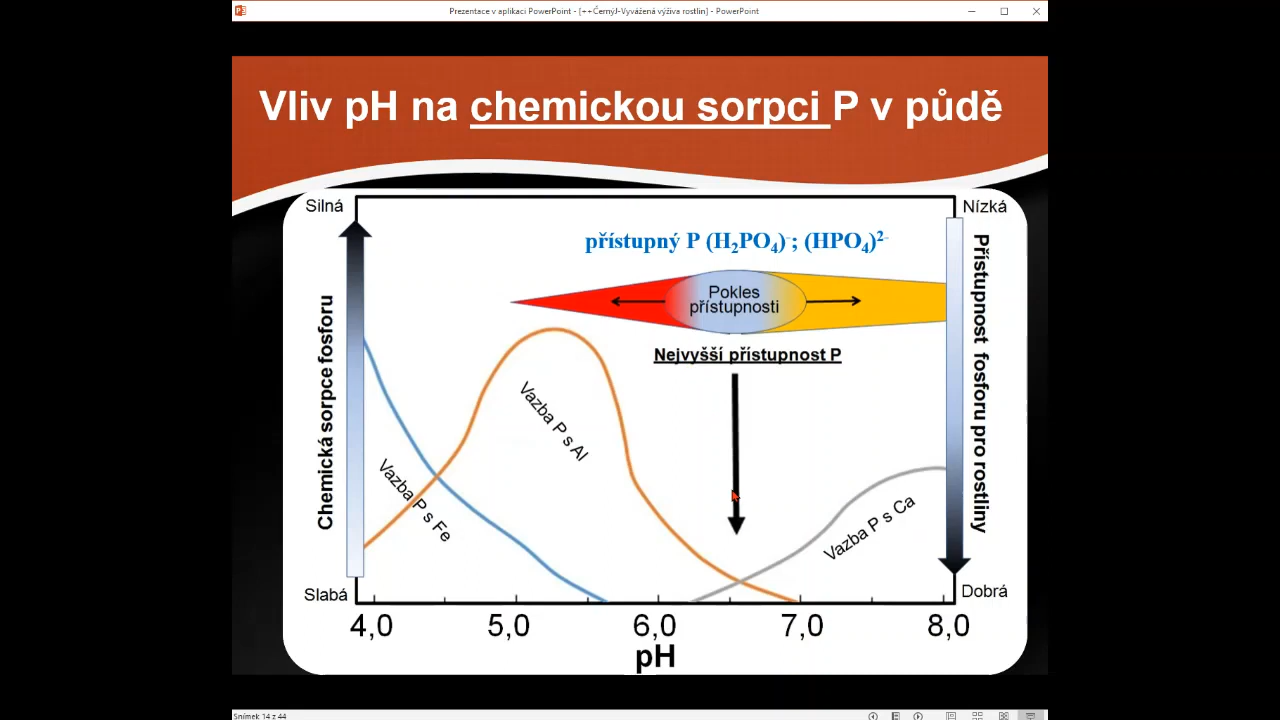 Prezentace v aplikaci PowerPoint - [++ČernýJ-Vyvážená výživa rostlin] - PowerPoint
Vliv pH na chemickou sorpci P v půdě
Silná
Nízká
přístupný P (H₂PO₄)⁻; (HPO₄)²⁻
Pokles
přístupnosti
Nejvyšší přístupnost P
Chemická sorpce fosforu
Přístupnost fosforu pro rostliny
Vazba P s Al
Vazba P s Fe
Vazba P s Ca
Slabá
Dobrá
4,0 5,0 6,0 7,0 8,0
pH
Snímek 14 z 44